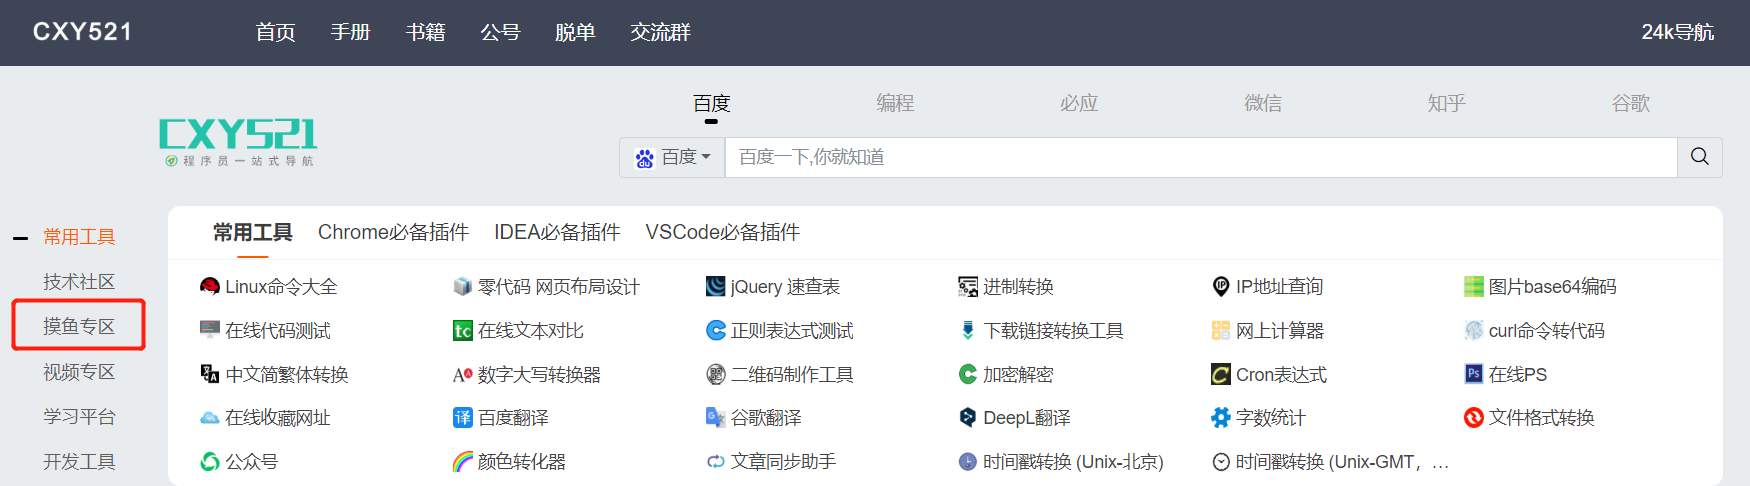 CXY521 首页 手册 书籍 公号 脱单 交流群 24k导航
百度 编程 必应 微信 知乎 谷歌
CXY521
程序员一站式导航
du 百度 百度一下,你就知道
常用工具
技术社区
摸鱼专区
视频专区
学习平台
开发工具
常用工具 Chrome必备插件 IDEA必备插件 VSCode必备插件
Linux命令大全 零代码 网页布局设计 jQuery 速查表 进制转换 IP IP地址查询 图片base64编码
在线代码测试 tc 在线文本对比 正则表达式测试 下载链接转换工具 网上计算器 curl命令转代码
中文简繁体转换 数字大写转换器 二维码制作工具 加密解密 Cron表达式 Ps 在线PS
在线收藏网址 译 百度翻译 谷歌翻译 DeepL翻译 字数统计 文件格式转换
公众号 颜色转化器 文章同步助手 时间戳转换 (Unix-北京) 时间戳转换 (Unix-GMT，...